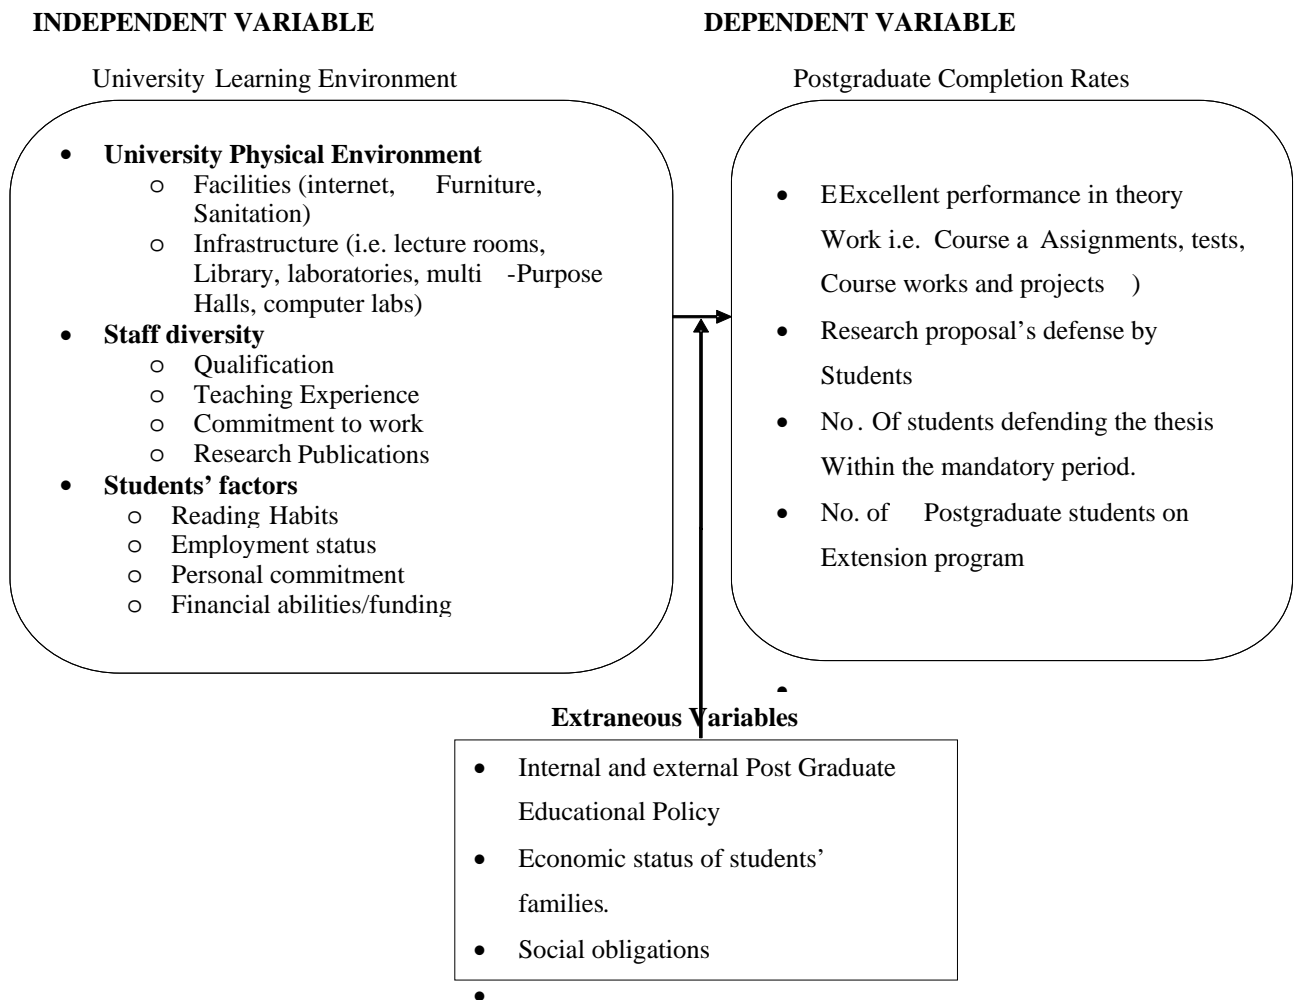 INDEPENDENT VARIABLE
DEPENDENT VARIABLE
University Learning Environment
Postgraduate Completion Rates
• University Physical Environment
o Facilities (internet, Furniture,
Sanitation)
o Infrastructure (i.e. lecture rooms,
Library, laboratories, multi -Purpose
Halls, computer labs)
• Staff diversity
o Qualification
o Teaching Experience
o Commitment to work
o Research Publications
• Students’ factors
o Reading Habits
o Employment status
o Personal commitment
o Financial abilities/funding
• EExcellent performance in theory
Work i.e. Course a Assignments, tests,
Course works and projects )
• Research proposal’s defense by
Students
• No. Of students defending the thesis
Within the mandatory period.
• No. of Postgraduate students on
Extension program
•
Extraneous Variables
• Internal and external Post Graduate
Educational Policy
• Economic status of students’
families.
• Social obligations
•